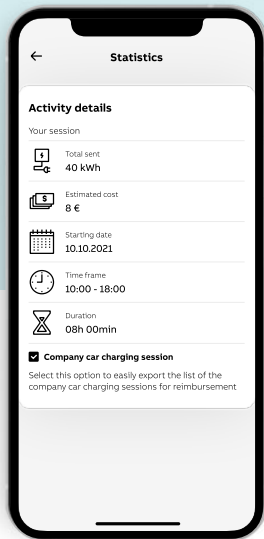 Statistics
Activity details
Your session
Total sent
40 kWh
$
Estimated cost
8 €
Starting date
10.10.2021
Time frame
10:00 - 18:00
Duration
08h 00min
Company car charging session
Select this option to easily export the list of the
company car charging sessions for reimbursement